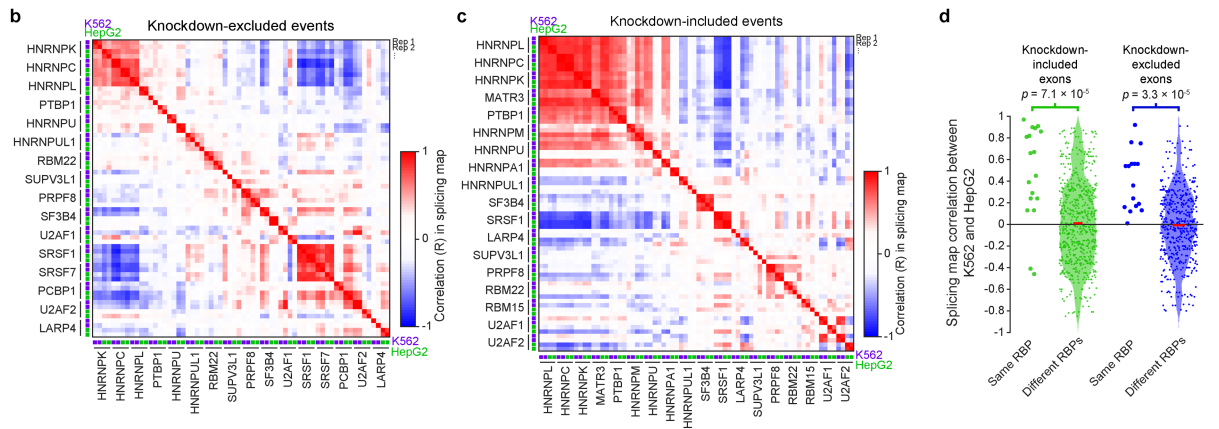 b
K562
HepG2
Knockdown-excluded events
Rep 1
Rep 2
⋮
HNRNPK
HNRNPC
HNRNPL
PTBP1
HNRNPU
HNRNPUL1
RBM22
SUPV3L1
PRPF8
SF3B4
U2AF1
SRSF1
SRSF7
PCBP1
U2AF2
LARP4
K562
HepG2
HNRNPK
HNRNPC
HNRNPL
PTBP1
HNRNPU
HNRNPUL1
RBM22
SUPV3L1
PRPF8
SF3B4
U2AF1
SRSF1
SRSF7
PCBP1
U2AF2
LARP4
1
0
-1
Correlation (R) in splicing map
c
K562
HepG2
Knockdown-included events
Rep 1
Rep 2
⋮
HNRNPL
HNRNPC
HNRNPK
MATR3
PTBP1
HNRNPM
HNRNPU
HNRNPA1
HNRNPUL1
SF3B4
SRSF1
LARP4
SUPV3L1
PRPF8
RBM22
RBM15
U2AF1
U2AF2
K562
HepG2
HNRNPL
HNRNPC
HNRNPK
MATR3
PTBP1
HNRNPM
HNRNPU
HNRNPA1
HNRNPUL1
SF3B4
SRSF1
LARP4
SUPV3L1
PRPF8
RBM22
RBM15
U2AF1
U2AF2
1
0
-1
Correlation (R) in splicing map
d
Knockdown-
included
exons
p = 7.1 × 10⁻⁵
Knockdown-
excluded
exons
p = 3.3 × 10⁻⁵
Splicing map correlation between
K562 and HepG2
1
0.8
0.6
0.4
0.2
0
-0.2
-0.4
-0.6
-0.8
-1
Same RBP
Different RBPs
Same RBP
Different RBPs